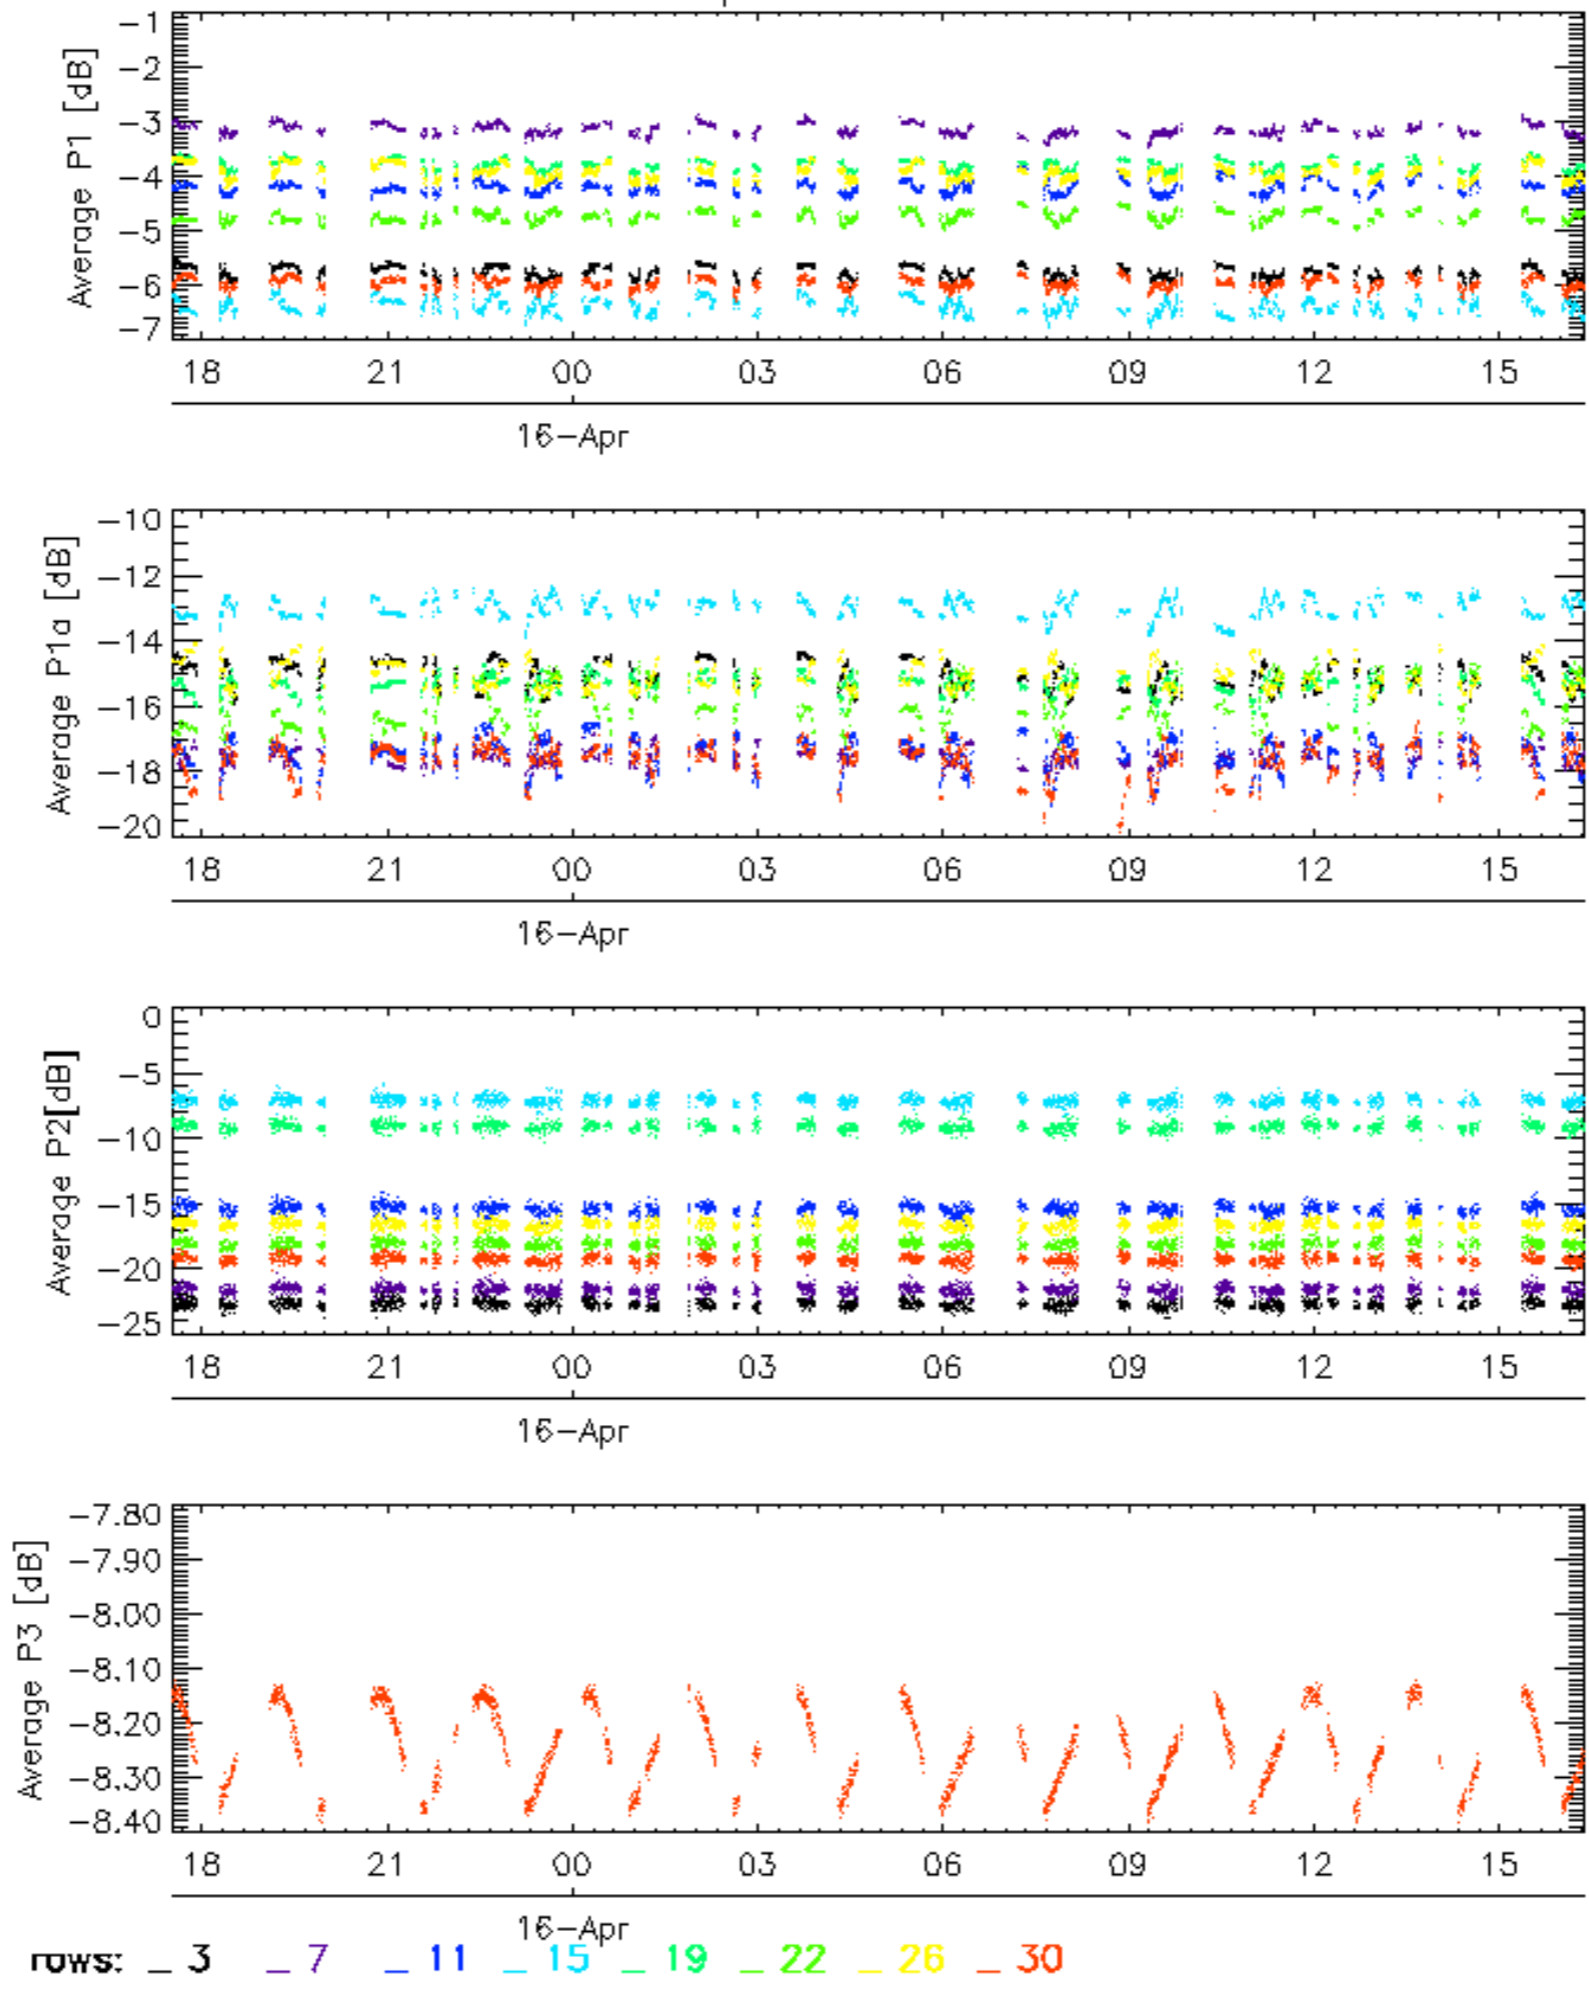 Average P1 [dB]
-1
-2
-3
-4
-5
-6
-7
18 21 00 03 06 09 12 15
16-Apr
Average P1a [dB]
-10
-12
-14
-16
-18
-20
18 21 00 03 06 09 12 15
16-Apr
Average P2[dB]
0
-5
-10
-15
-20
-25
18 21 00 03 06 09 12 15
16-Apr
Average P3 [dB]
-7.80
-7.90
-8.00
-8.10
-8.20
-8.30
-8.40
18 21 00 03 06 09 12 15
16-Apr
rows: _ 3 _ 7 _ 11 _ 15 _ 19 _ 22 _ 26 _ 30